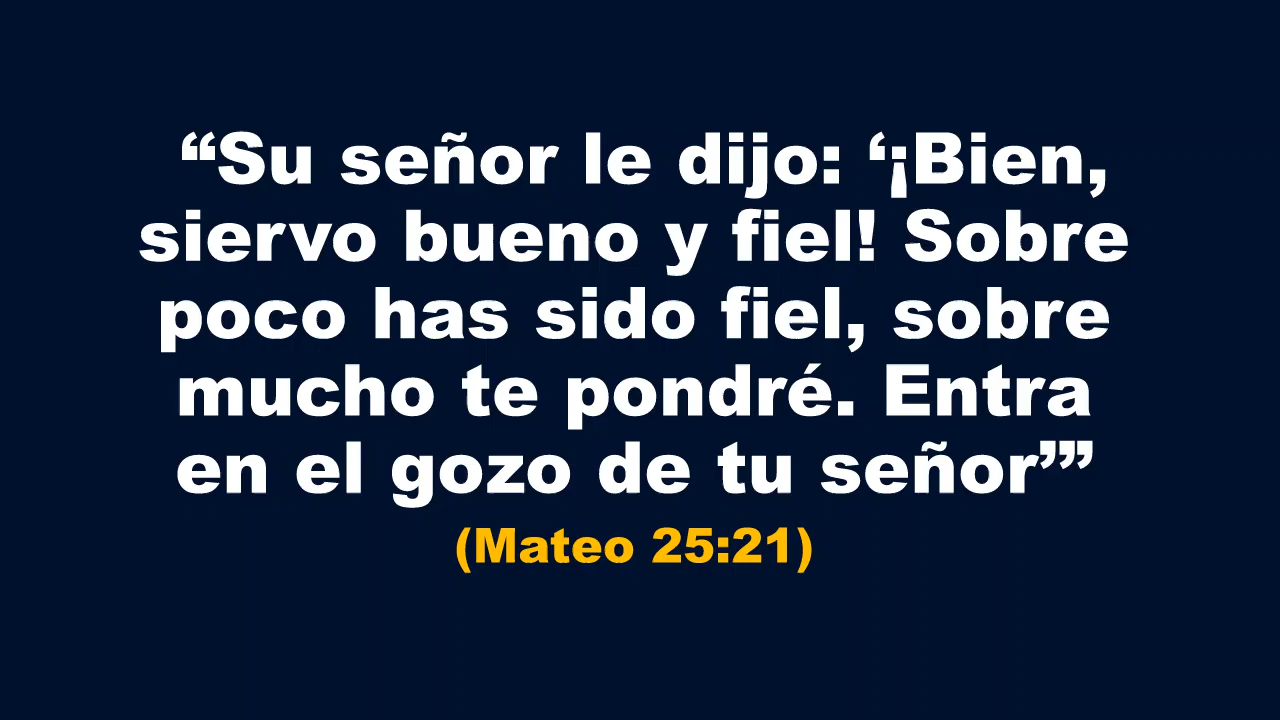 “Su señor le dijo: ‘¡Bien,
siervo bueno y fiel! Sobre
poco has sido fiel, sobre
mucho te pondré. Entra
en el gozo de tu señor’”
(Mateo 25:21)